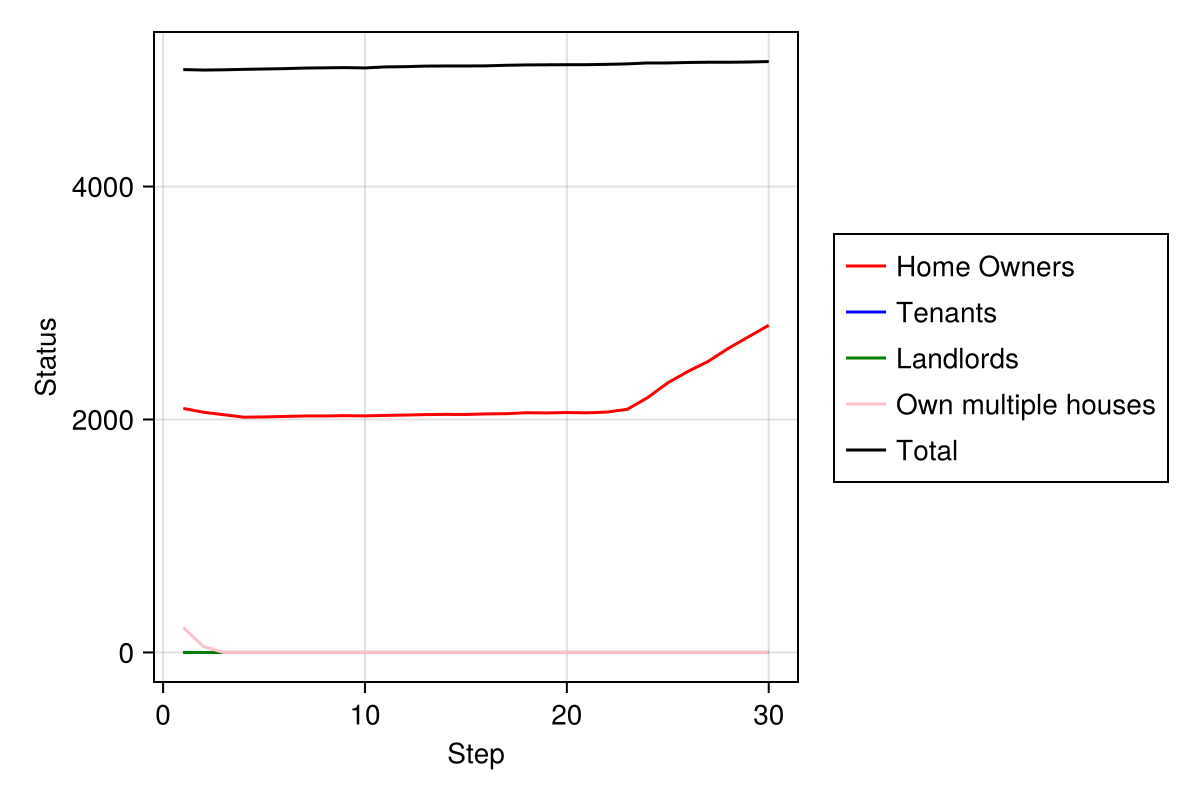 4000
2000
0
Status
0 10 20 30
Step
Home Owners
Tenants
Landlords
Own multiple houses
Total